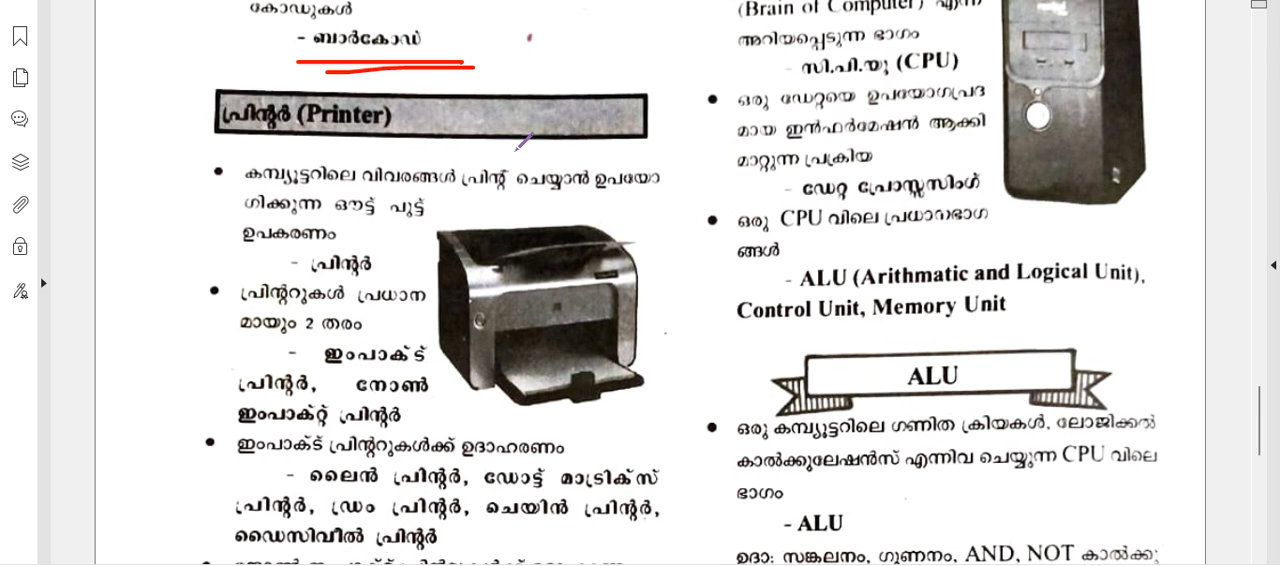 കോഡുകൾ
- ബാർകോഡ്
പ്രിന്റർ (Printer)
കമ്പ്യൂട്ടറിലെ വിവരങ്ങൾ പ്രിന്റ് ചെയ്യാൻ ഉപയോ
ഗിക്കുന്ന ഔട്ട് പുട്ട്
ഉപകരണം
- പ്രിന്റർ
പ്രിന്ററുകൾ പ്രധാന
മായും 2 തരം
- ഇംപാക്ട്
പ്രിന്റർ, നോൺ
ഇംപാക്റ്റ് പ്രിന്റർ
ഇംപാക്ട് പ്രിന്ററുകൾക്ക് ഉദാഹരണം
- ലൈൻ പ്രിന്റർ, ഡോട്ട് മാട്രിക്സ്
പ്രിന്റർ, ഡ്രം പ്രിന്റർ, ചെയിൻ പ്രിന്റർ,
ഡൈസിവീൽ പ്രിന്റർ
(Brain of Computer) എന്ന്
അറിയപ്പെടുന്ന ഭാഗം
- സി.പി.യു (CPU)
ഒരു ഡേറ്റയെ ഉപയോഗപ്രദ
മായ ഇൻഫർമേഷൻ ആക്കി
മാറ്റുന്ന പ്രക്രിയ
- ഡേറ്റ പ്രോസ്സസിംഗ്
ഒരു CPU വിലെ പ്രധാനഭാഗ
ങ്ങൾ
- ALU (Arithmatic and Logical Unit),
Control Unit, Memory Unit
ALU
ഒരു കമ്പ്യൂട്ടറിലെ ഗണിത ക്രിയകൾ, ലോജിക്കൽ
കാൽക്കുലേഷൻസ് എന്നിവ ചെയ്യുന്ന CPU വിലെ
ഭാഗം
- ALU
ഉദാ: സങ്കലനം, ഗുണനം, AND, NOT കാൽക്കു